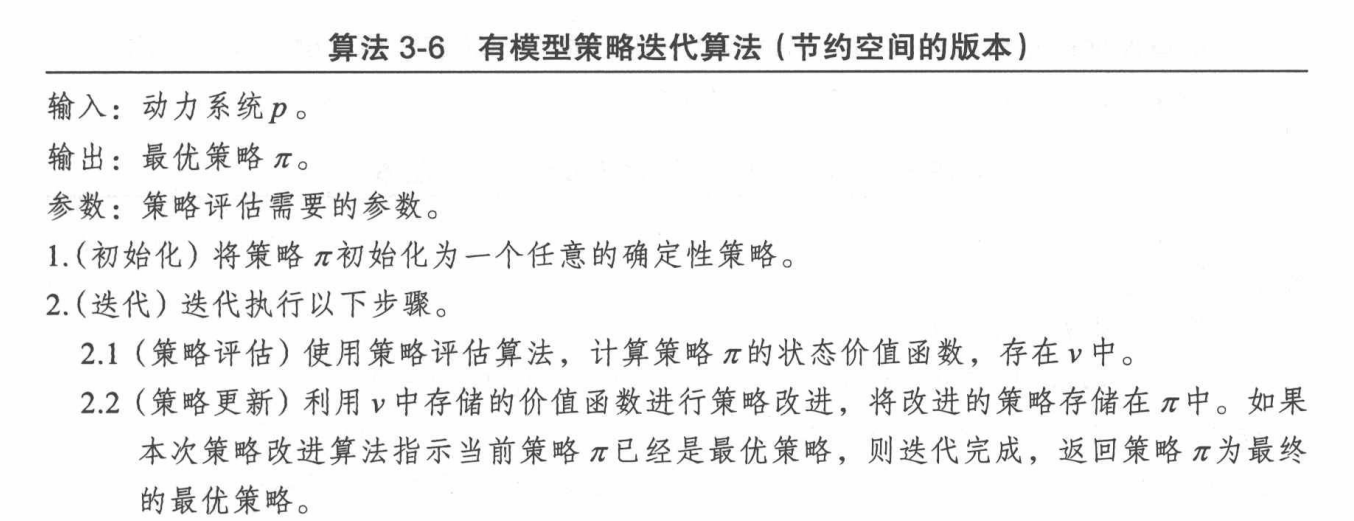 算法 3-6 有模型策略迭代算法（节约空间的版本）
输入：动力系统p。
输出：最优策略π。
参数：策略评估需要的参数。
1.(初始化）将策略π初始化为一个任意的确定性策略。
2.(迭代）迭代执行以下步骤。
2.1（策略评估）使用策略评估算法，计算策略π的状态价值函数，存在v中。
2.2（策略更新）利用v中存储的价值函数进行策略改进，将改进的策略存储在π中。如果
本次策略改进算法指示当前策略π已经是最优策略，则迭代完成，返回策略π为最终
的最优策略。